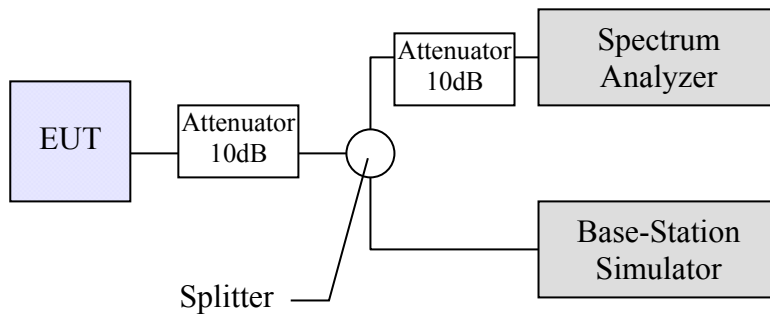 EUT
Attenuator
10dB
Attenuator
10dB
Spectrum
Analyzer
Base-Station
Simulator
Splitter